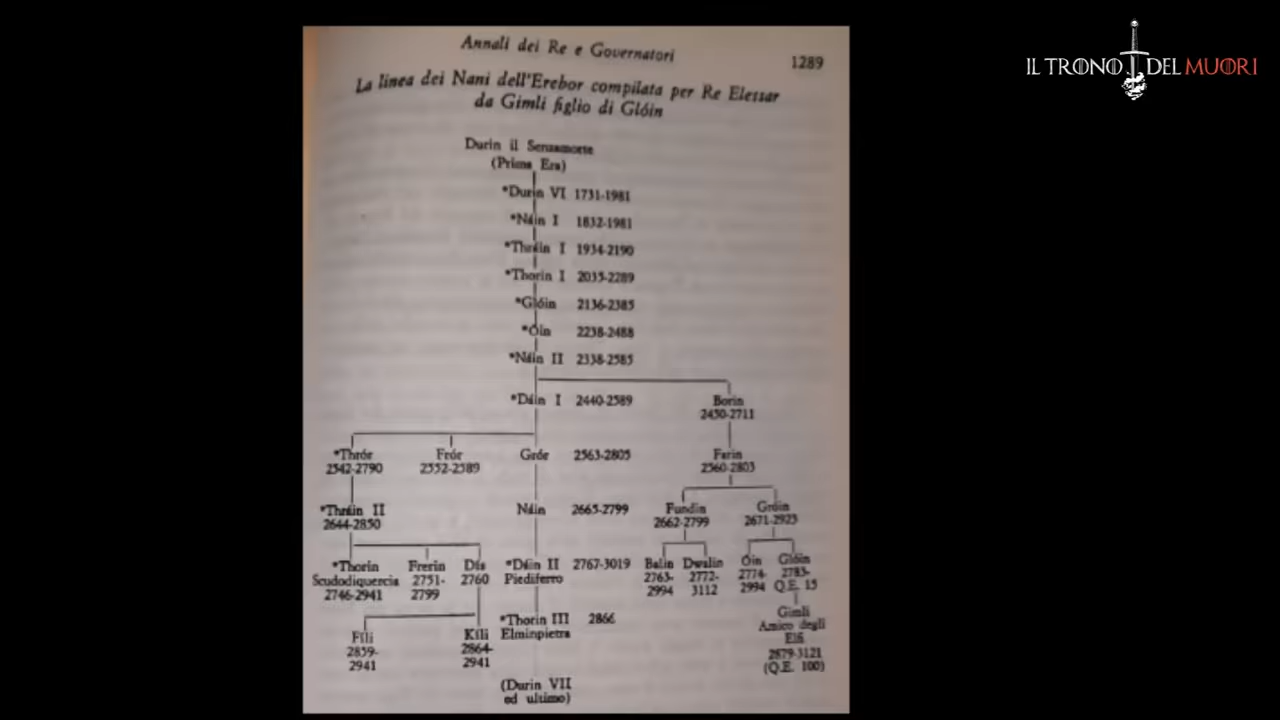 Annali dei Re e Governatori
1289
La linea dei Nani dell'Erebor compilata per Re Elessar
da Gimli figlio di Glóin
IL TRONO DEL MUORI
Durin il Senzamorte
(Prima Era)
*Durin VI 1731-1981
*Náin I 1832-1981
*Thráin I 1934-2190
*Thorin I 2035-2289
*Glóin 2136-2385
*Óin 2238-2488
*Náin II 2338-2585
*Dáin I 2440-2589
Borin
2450-2711
*Thrór
2542-2790
Frór
2552-2589
Grór 2563-2805
Farin
2560-2803
*Thráin II
2644-2850
Náin 2665-2799
Fundin
2662-2799
Gróin
2671-2923
*Thorin
Scudodiquercia
2746-2941
Frerin
2751-
2799
Dís
2760
*Dáin II 2767-3019
Piediferro
Balin
2763-
2994
Dwalin
2772-
3112
Óin
2774-
2994
Glóin
2783-
Q.E. 15
*Thorin III 2866
Elminpietra
Fíli
2859-
2941
Kíli
2864-
2941
Gimli
Amico degli
Elfi
2879-3121
(Q.E. 100)
(Durin VII
ed ultimo)